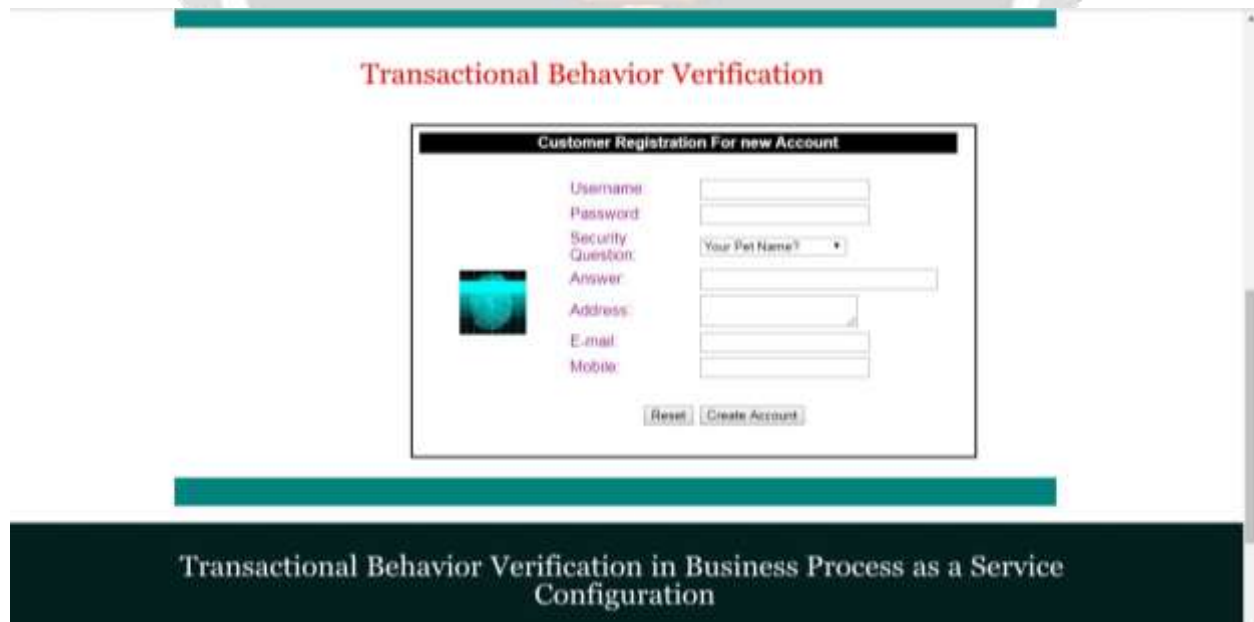 Transactional Behavior Verification
Customer Registration For new Account
Username:
Password:
Security
Question:
Your Pet Name?
Answer:
Address:
E-mail:
Mobile:
Reset
Create Account
Transactional Behavior Verification in Business Process as a Service
Configuration